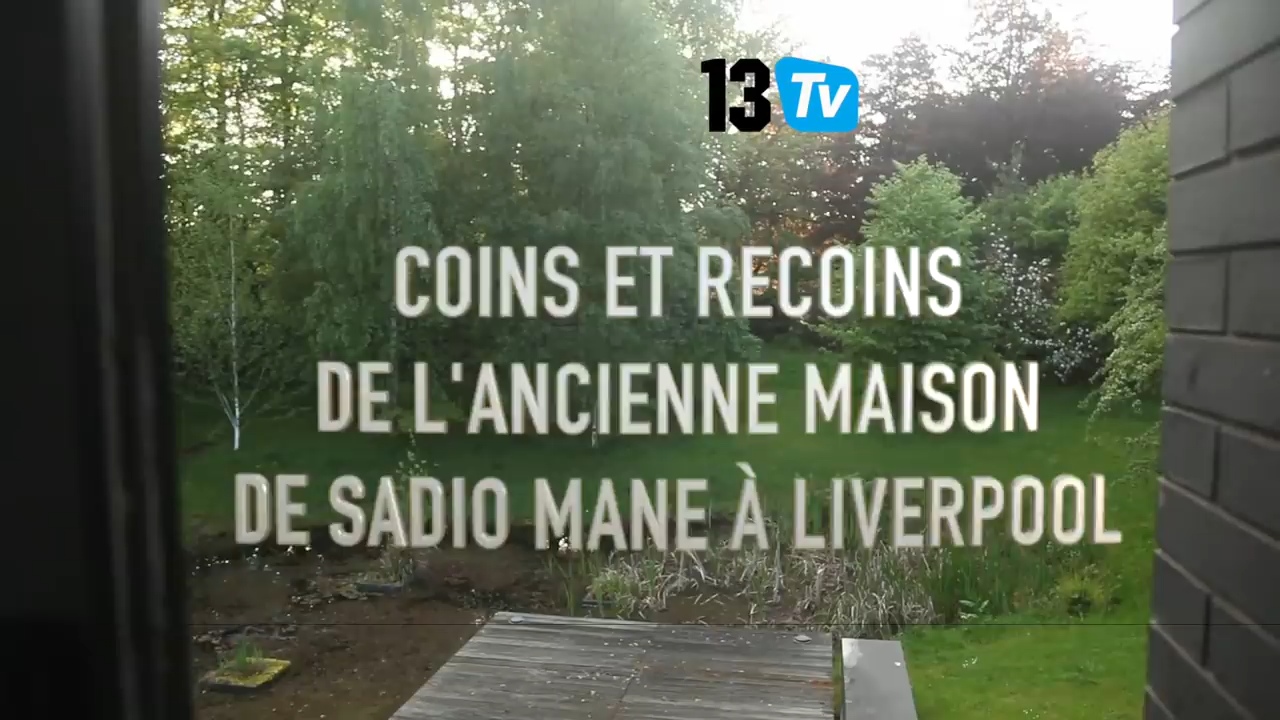 13 Tv
COINS ET RECOINS
DE L'ANCIENNE MAISON
DE SADIO MANE À LIVERPOOL